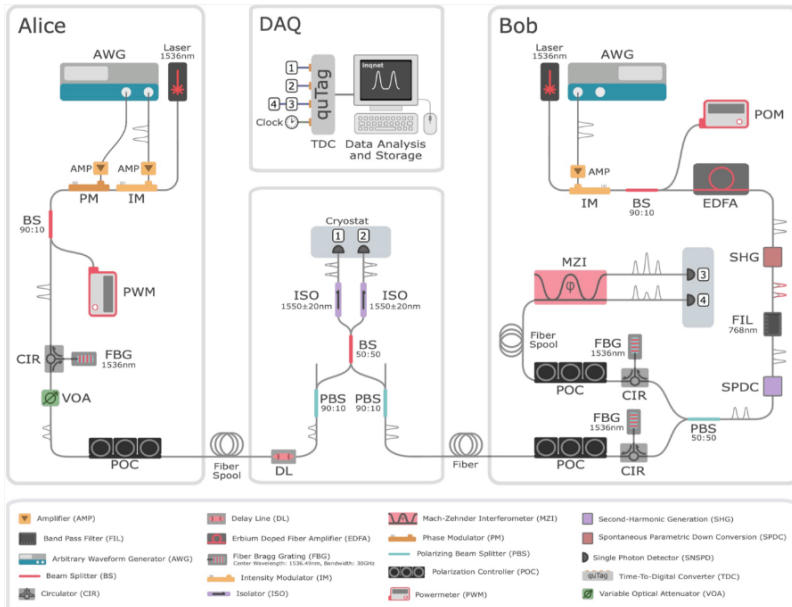 Alice
AWG
Laser
1536nm
AMP
AMP
PM
IM
BS
90:10
PWM
CIR
FBG
1536nm
VOA
POC
Fiber
Spool
DL
DAQ
1
2
4
3
Clock
quTag
TDC
Inqnet
Data Analysis
and Storage
Cryostat
1
2
ISO
1550±20nm
ISO
1550±20nm
BS
50:50
PBS
90:10
PBS
90:10
Fiber
Bob
Laser
1536nm
AWG
POM
AMP
IM
BS
90:10
EDFA
SHG
MZI
φ
3
4
FIL
768nm
Fiber
Spool
FBG
1536nm
POC
CIR
SPDC
FBG
1536nm
PBS
50:50
POC
CIR
Amplifier (AMP)
Band Pass Filter (FIL)
Arbitrary Waveform Generator (AWG)
Beam Splitter (BS)
Circulator (CIR)
Delay Line (DL)
Erbium Doped Fiber Amplifier (EDFA)
Fiber Bragg Grating (FBG)
Center Wavelength: 1536.49nm, Bandwidth: 30GHz
Intensity Modulator (IM)
Isolator (ISO)
Mach-Zehnder Interferometer (MZI)
Phase Modulator (PM)
Polarizing Beam Splitter (PBS)
Polarization Controller (POC)
Powermeter (PWM)
Second-Harmonic Generation (SHG)
Spontaneous Parametric Down Conversion (SPDC)
Single Photon Detector (SNSPD)
quTag
Time-To-Digital Converter (TDC)
Variable Optical Attenuator (VOA)